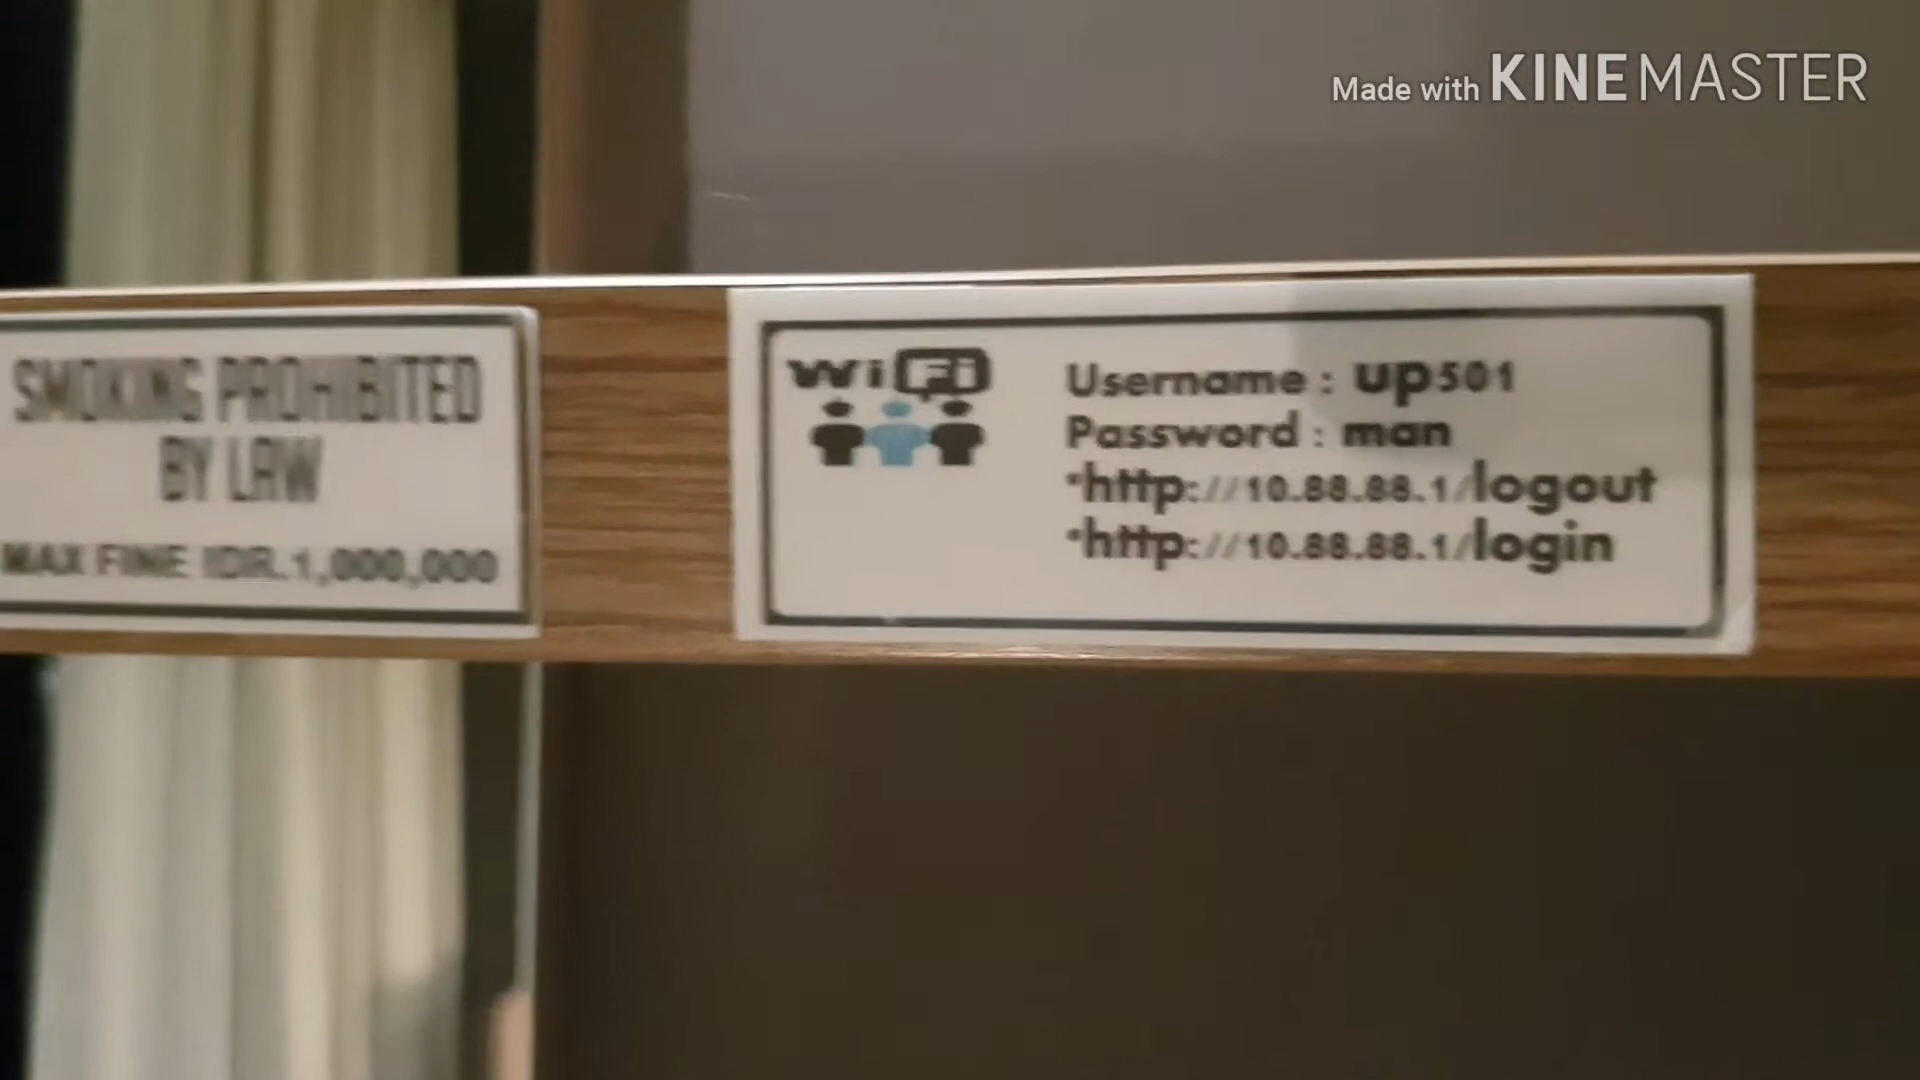 Made with KINEMASTER
SMOKING PROHIBITED
BY LAW
MAX FINE IDR.1,000,000
WiFi
Username : up501
Password : man
*http://10.88.88.1/logout
*http://10.88.88.1/login